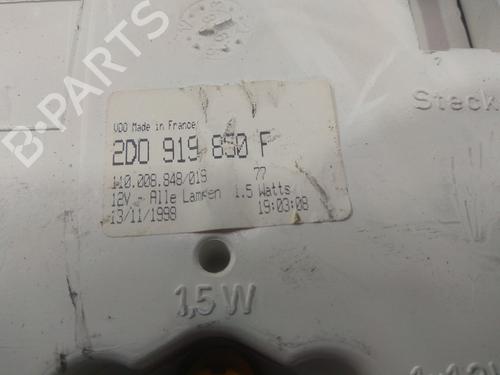 B-PARTS
Steck
VDO Made in France
2D0 919 850 F
110.008.848/019 77
12V - Alle Lampen 1.5 Watts
13/11/1998 19:03:08
1,5W